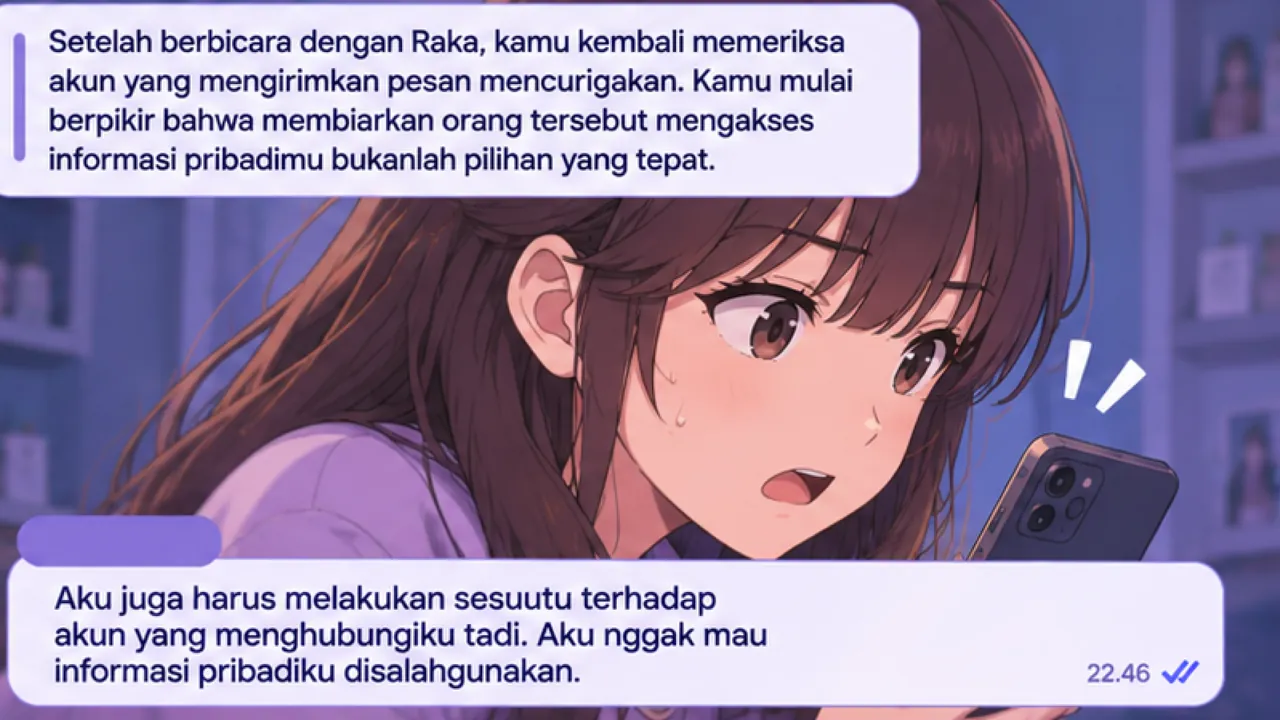 Setelah berbicara dengan Raka, kamu kembali memeriksa
akun yang mengirimkan pesan mencurigakan. Kamu mulai
berpikir bahwa membiarkan orang tersebut mengakses
informasi pribadimu bukanlah pilihan yang tepat.
Aku juga harus melakukan sesuutu terhadap
akun yang menghubungiku tadi. Aku nggak mau
informasi pribadiku disalahgunakan.
22.46